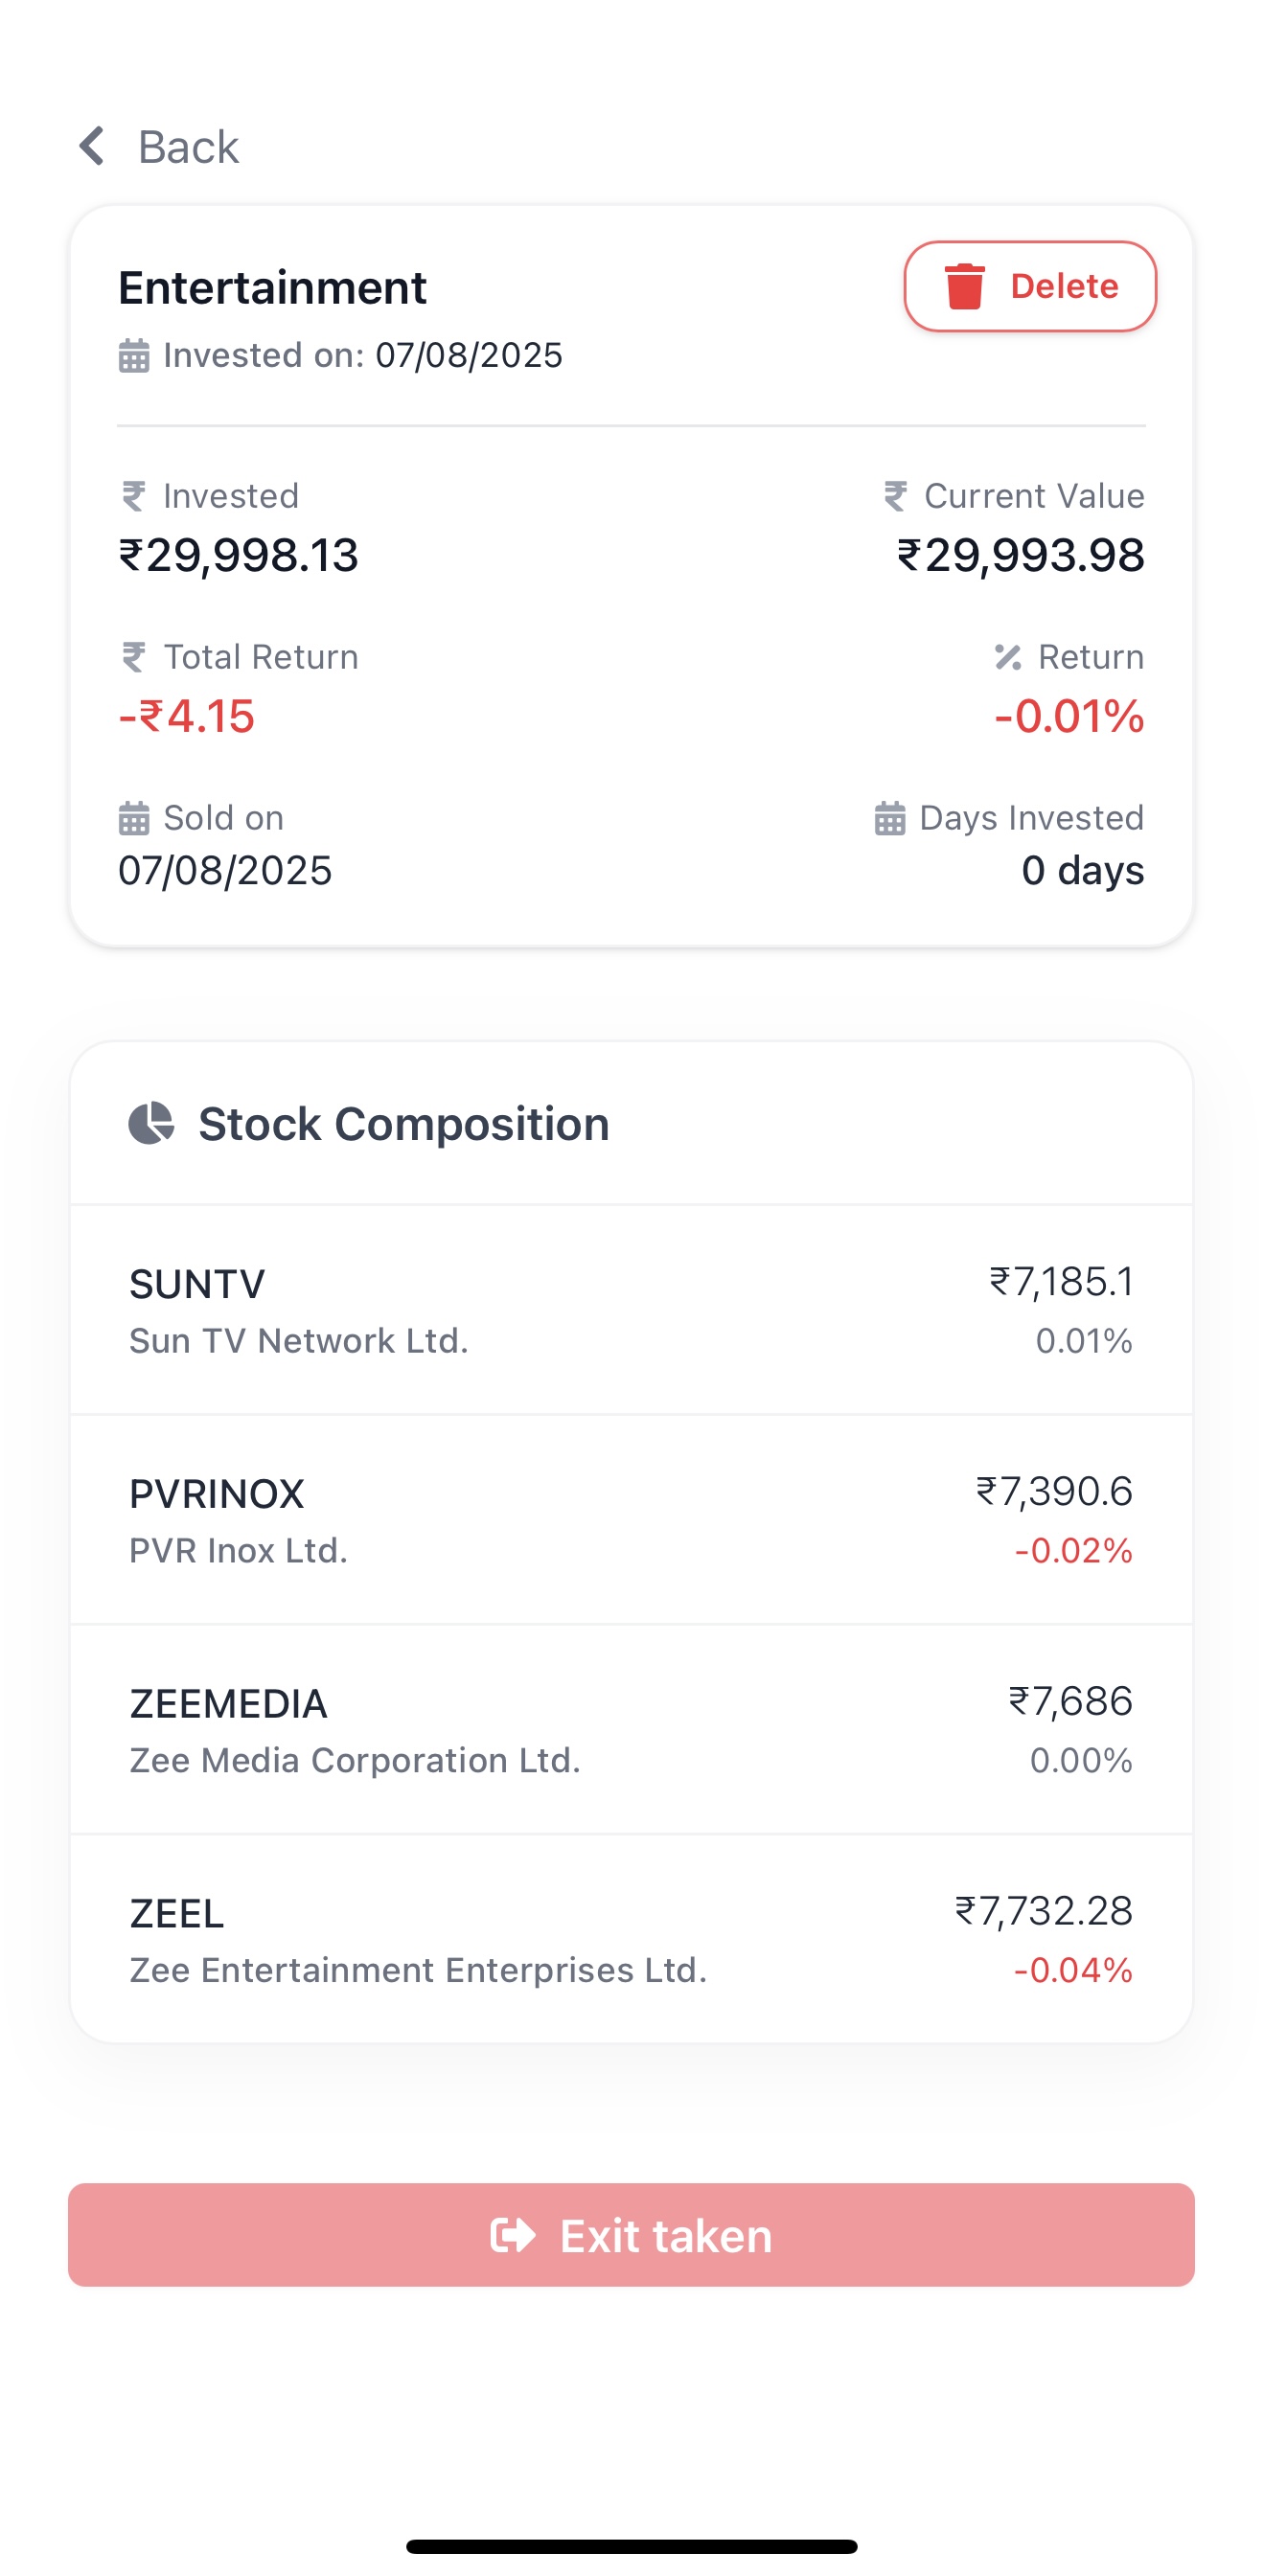 Back
Entertainment
Delete
Invested on: 07/08/2025
₹ Invested
₹ Current Value
₹29,998.13
₹29,993.98
₹ Total Return
% Return
-₹4.15
-0.01%
Sold on
Days Invested
07/08/2025
0 days
Stock Composition
SUNTV
₹7,185.1
Sun TV Network Ltd.
0.01%
PVRINOX
₹7,390.6
PVR Inox Ltd.
-0.02%
ZEEMEDIA
₹7,686
Zee Media Corporation Ltd.
0.00%
ZEEL
₹7,732.28
Zee Entertainment Enterprises Ltd.
-0.04%
Exit taken